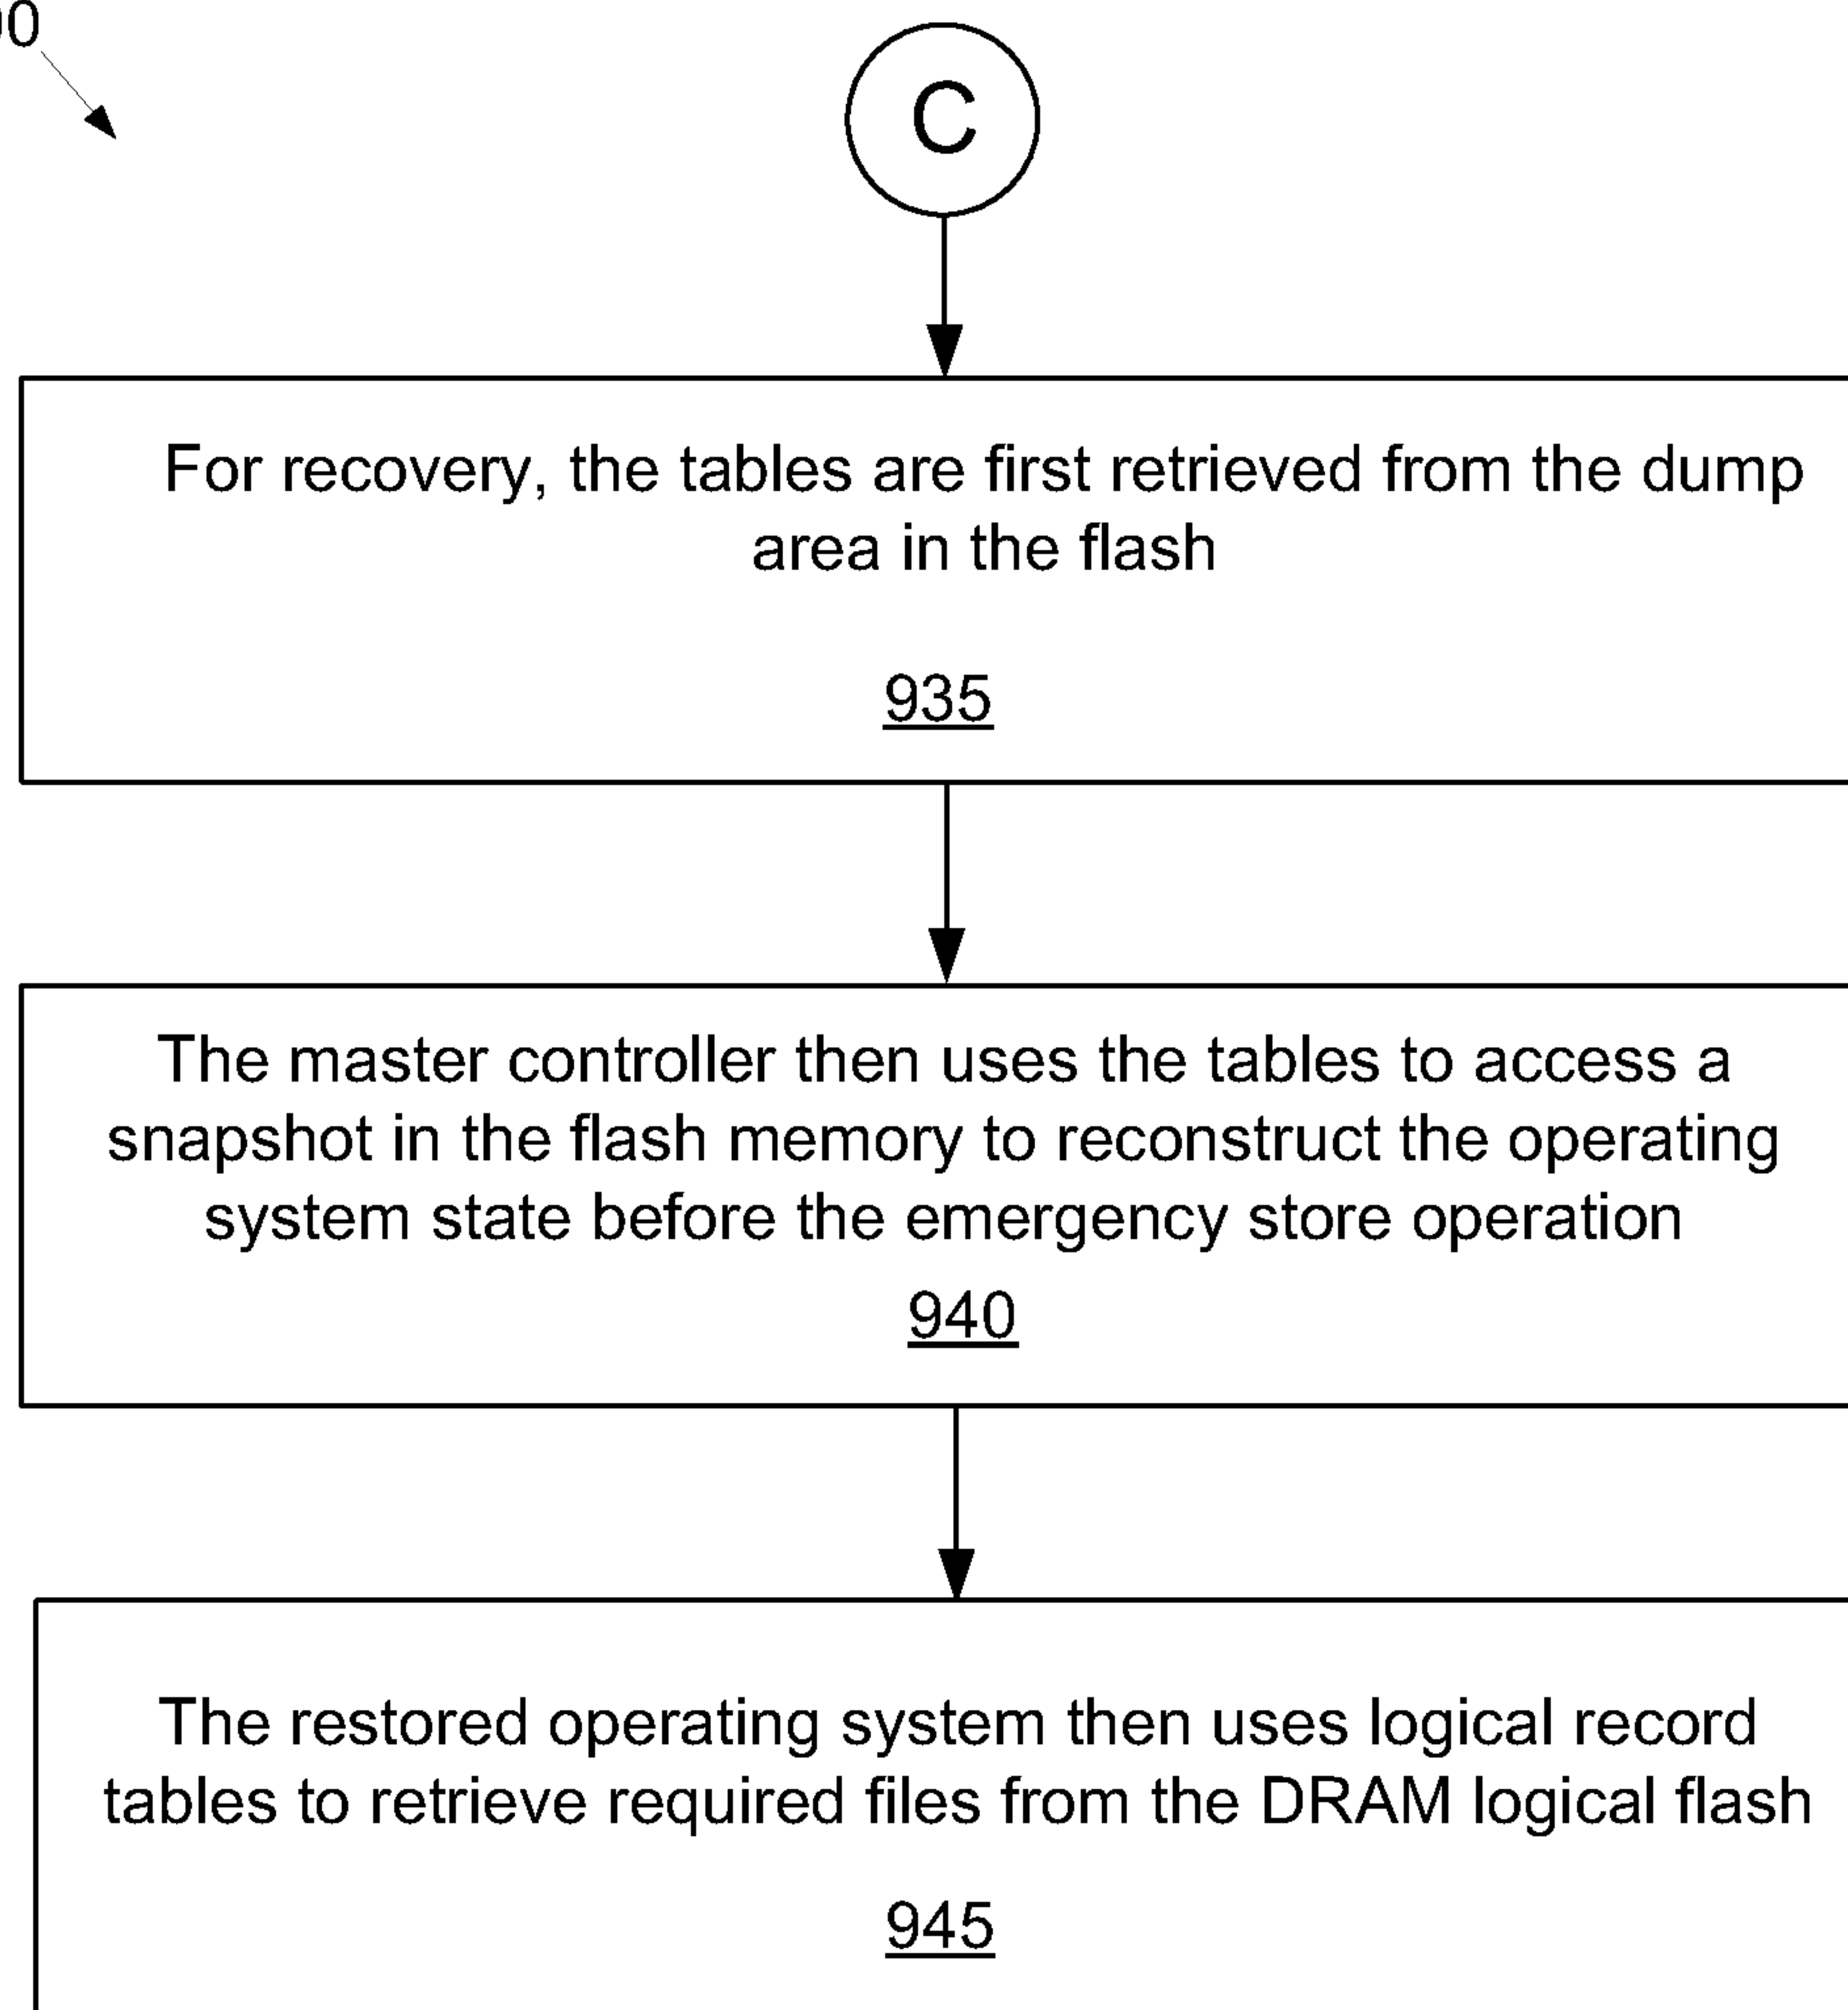 C
For recovery, the tables are first retrieved from the dump
area in the flash
935
The master controller then uses the tables to access a
snapshot in the flash memory to reconstruct the operating
system state before the emergency store operation
940
The restored operating system then uses logical record
tables to retrieve required files from the DRAM logical flash
945